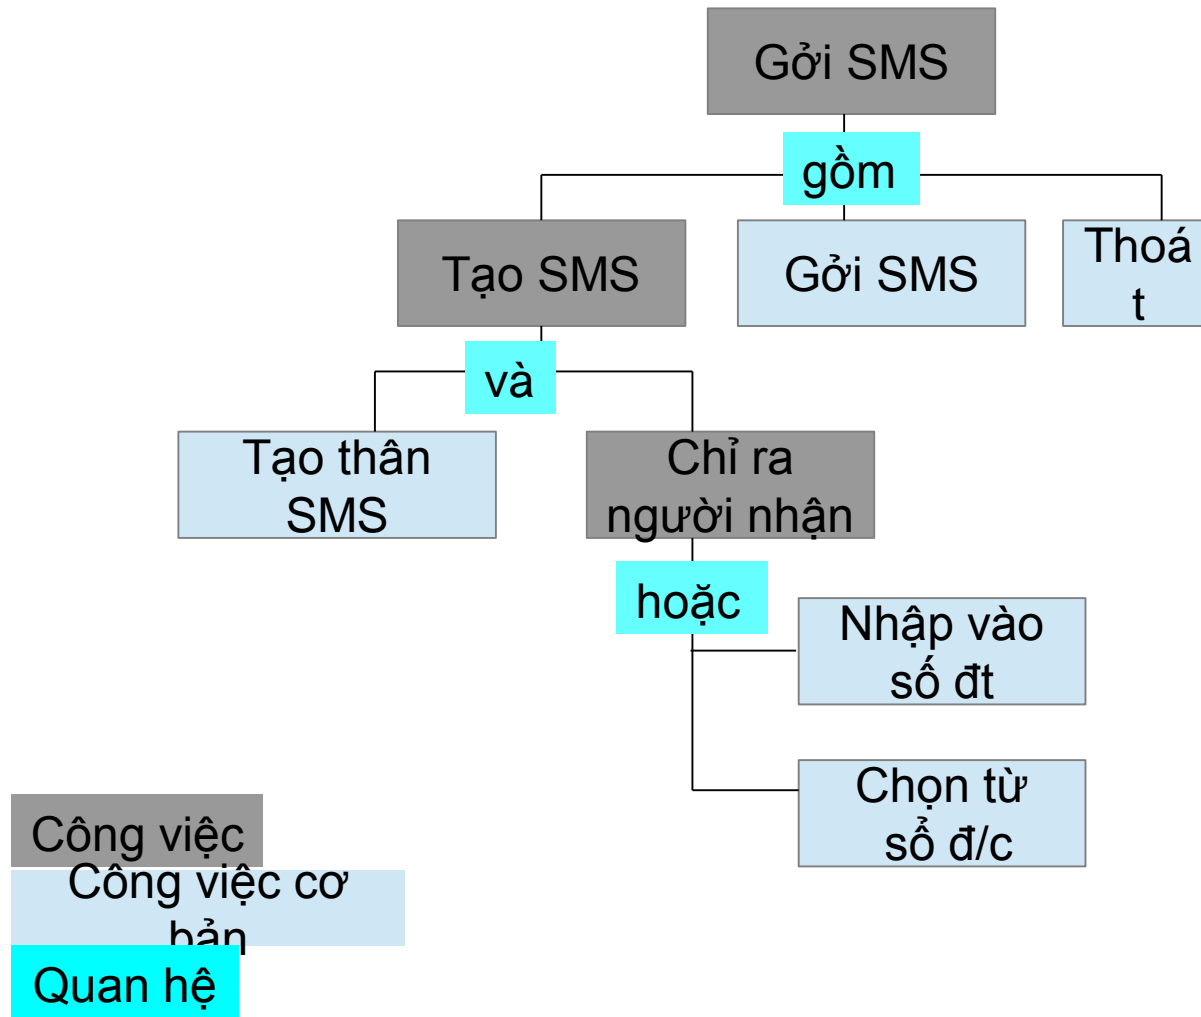 Gởi SMS
gồm
Tạo SMS
Gởi SMS
Thoá
t
và
Tạo thân
SMS
Chỉ ra
người nhận
hoặc
Nhập vào
số đt
Chọn từ
sổ đ/c
Công việc
Công việc cơ
bản
Quan hệ